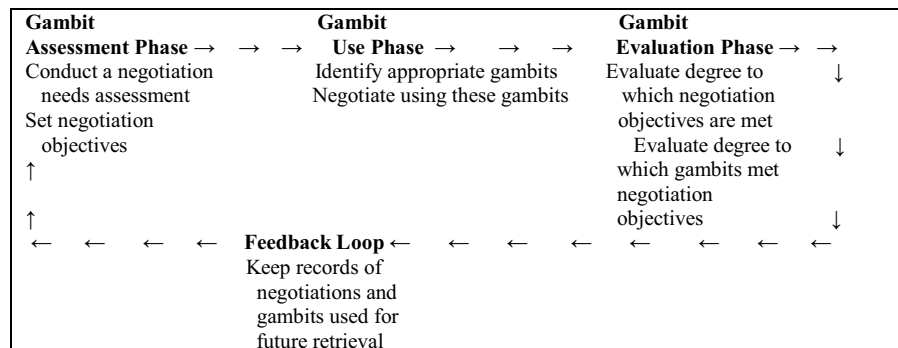 Gambit Gambit Gambit
Assessment Phase → → → Use Phase → → → Evaluation Phase → →
Conduct a negotiation Identify appropriate gambits Evaluate degree to ↓
needs assessment Negotiate using these gambits which negotiation
Set negotiation objectives are met
objectives Evaluate degree to ↓
↑ which gambits met
negotiation
↑ objectives ↓
← ← ← ← Feedback Loop ← ← ← ← ← ← ← ←
Keep records of
negotiations and
gambits used for
future retrieval